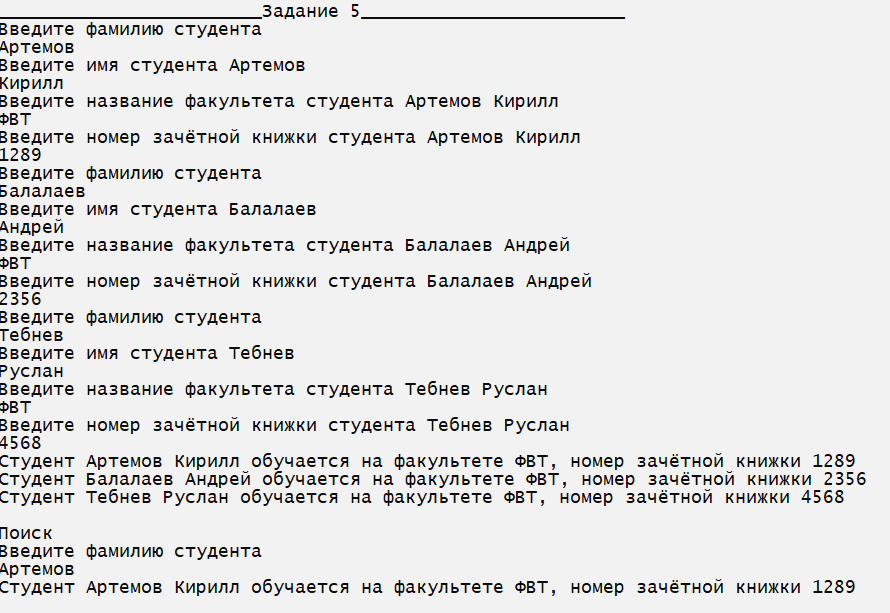 ________________________Задание 5________________________
Введите фамилию студента
Артемов
Введите имя студента Артемов
Кирилл
Введите название факультета студента Артемов Кирилл
ФВТ
Введите номер зачётной книжки студента Артемов Кирилл
1289
Введите фамилию студента
Балалаев
Введите имя студента Балалаев
Андрей
Введите название факультета студента Балалаев Андрей
ФВТ
Введите номер зачётной книжки студента Балалаев Андрей
2356
Введите фамилию студента
Тебнев
Введите имя студента Тебнев
Руслан
Введите название факультета студента Тебнев Руслан
ФВТ
Введите номер зачётной книжки студента Тебнев Руслан
4568
Студент Артемов Кирилл обучается на факультете ФВТ, номер зачётной книжки 1289
Студент Балалаев Андрей обучается на факультете ФВТ, номер зачётной книжки 2356
Студент Тебнев Руслан обучается на факультете ФВТ, номер зачётной книжки 4568
Поиск
Введите фамилию студента
Артемов
Студент Артемов Кирилл обучается на факультете ФВТ, номер зачётной книжки 1289